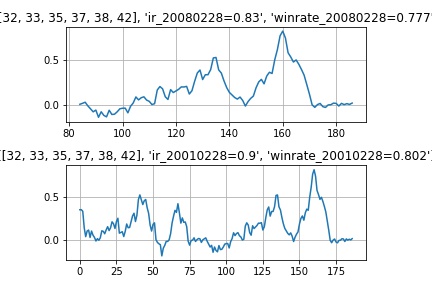 [32, 33, 35, 37, 38, 42], 'ir_20080228=0.83', 'winrate_20080228=0.777'
0.5
0.0
80 100 120 140 160 180
[[32, 33, 35, 37, 38, 42], 'ir_20010228=0.9', 'winrate_20010228=0.802']
0.5
0.0
0 25 50 75 100 125 150 175